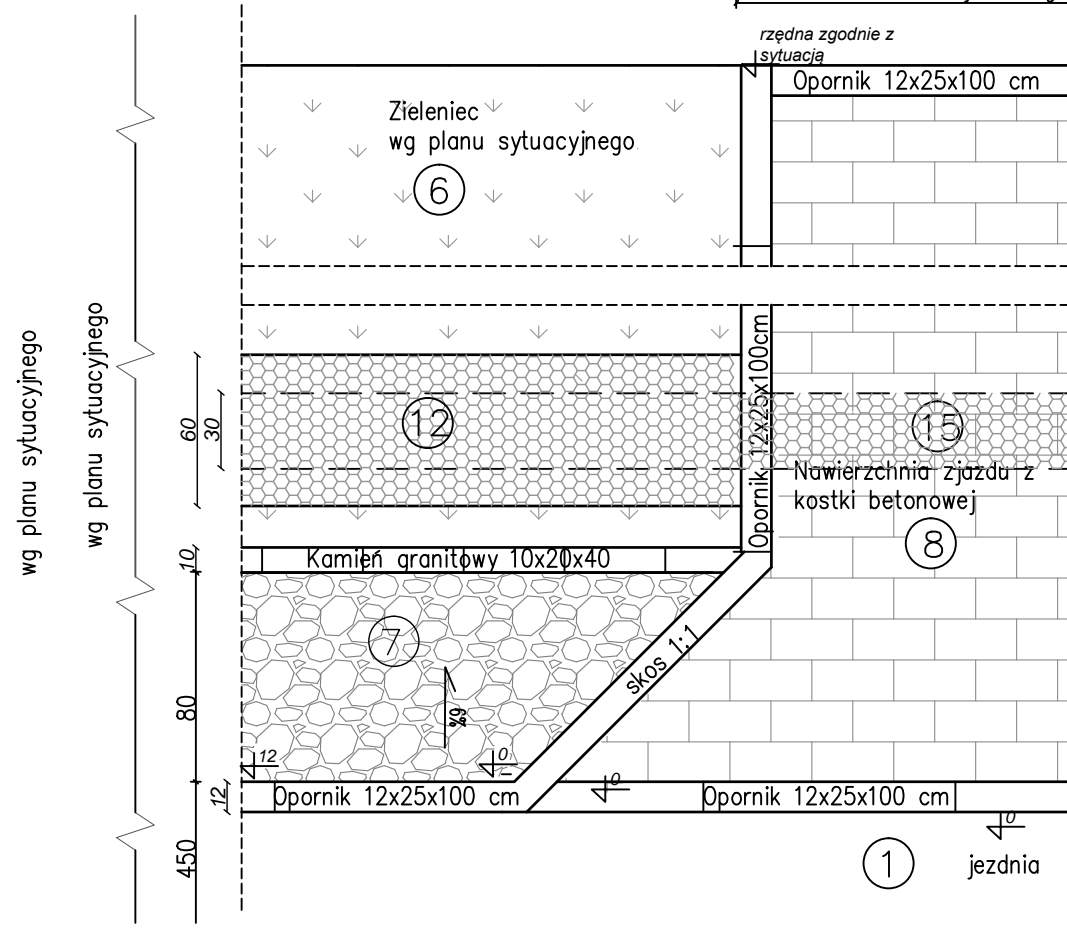 rzędna zgodnie z
sytuacją
Opornik 12x25x100 cm
Zieleniec
wg planu sytuacyjnego
6
wg planu sytuacyjnego
wg planu sytuacyjnego
60
30
12
Opornik 12x25x100cm
15
Nawierzchnia zjazdu z
kostki betonowej
8
10
Kamień granitowy 10x20x40
7
skos 1:1
80
6%
12
0
0
12
Opornik 12x25x100 cm
Opornik 12x25x100 cm
0
450
1
jezdnia